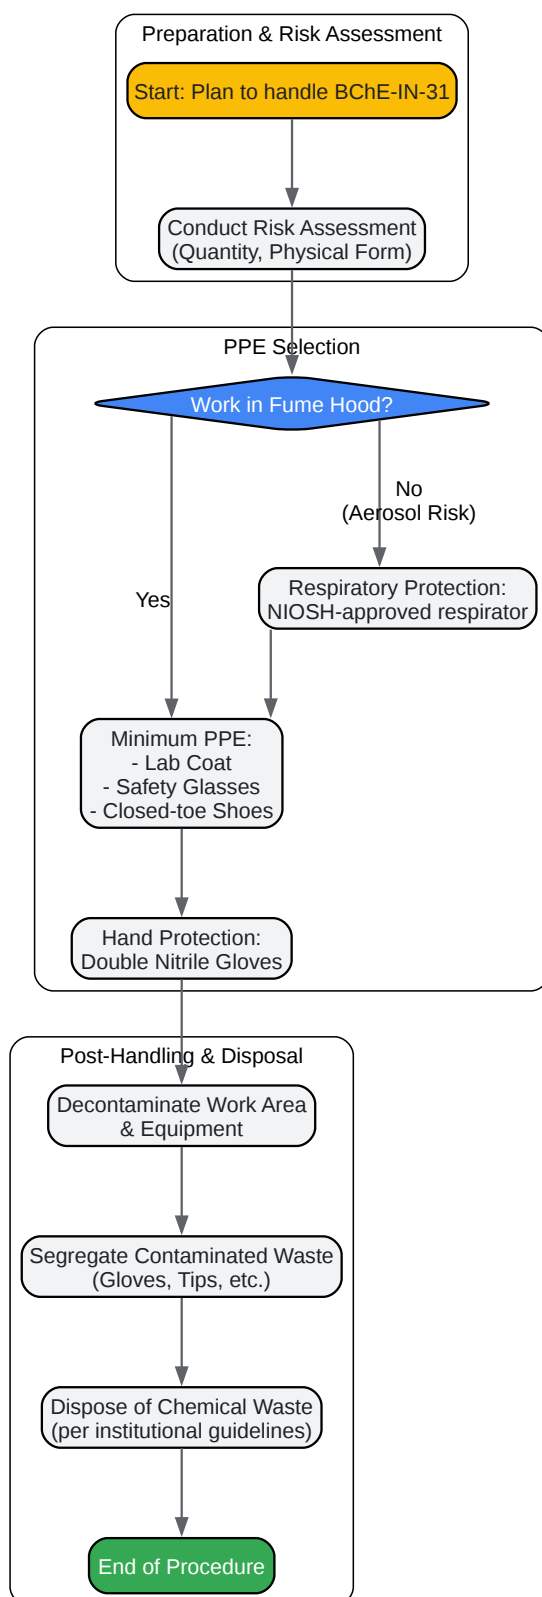 Preparation & Risk Assessment
Start: Plan to handle BChE-IN-31
Conduct Risk Assessment
(Quantity, Physical Form)
PPE Selection
Work in Fume Hood?
No
(Aerosol Risk)
Yes
Respiratory Protection:
NIOSH-approved respirator
Minimum PPE:
- Lab Coat
- Safety Glasses
- Closed-toe Shoes
Hand Protection:
Double Nitrile Gloves
Post-Handling & Disposal
Decontaminate Work Area
& Equipment
Segregate Contaminated Waste
(Gloves, Tips, etc.)
Dispose of Chemical Waste
(per institutional guidelines)
End of Procedure